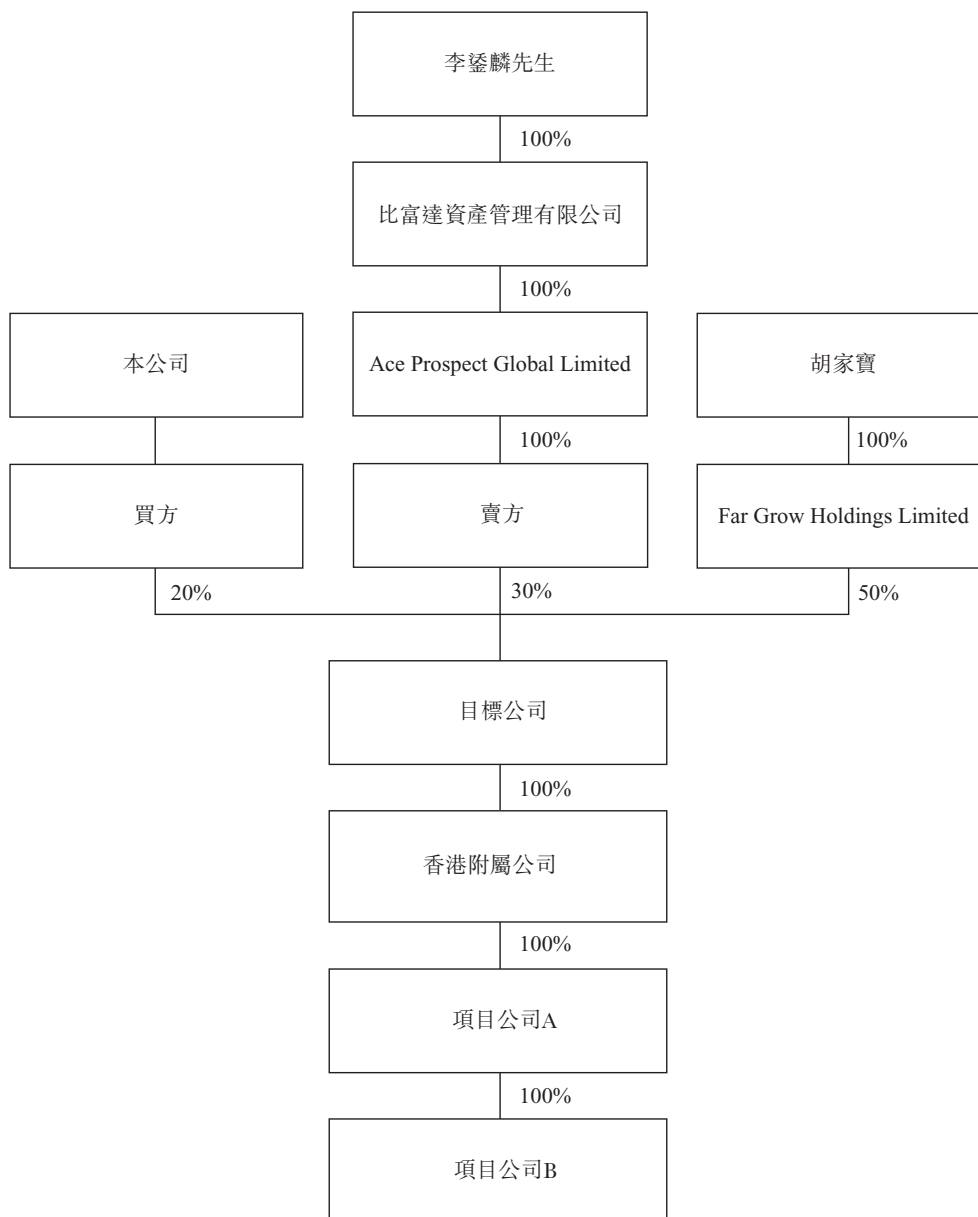 李鋈麟先生
100%
比富達資產管理有限公司
100%
本公司
Ace Prospect Global Limited
胡家寶
100%
100%
買方
賣方
Far Grow Holdings Limited
20%
30%
50%
目標公司
100%
香港附屬公司
100%
項目公司A
100%
項目公司B